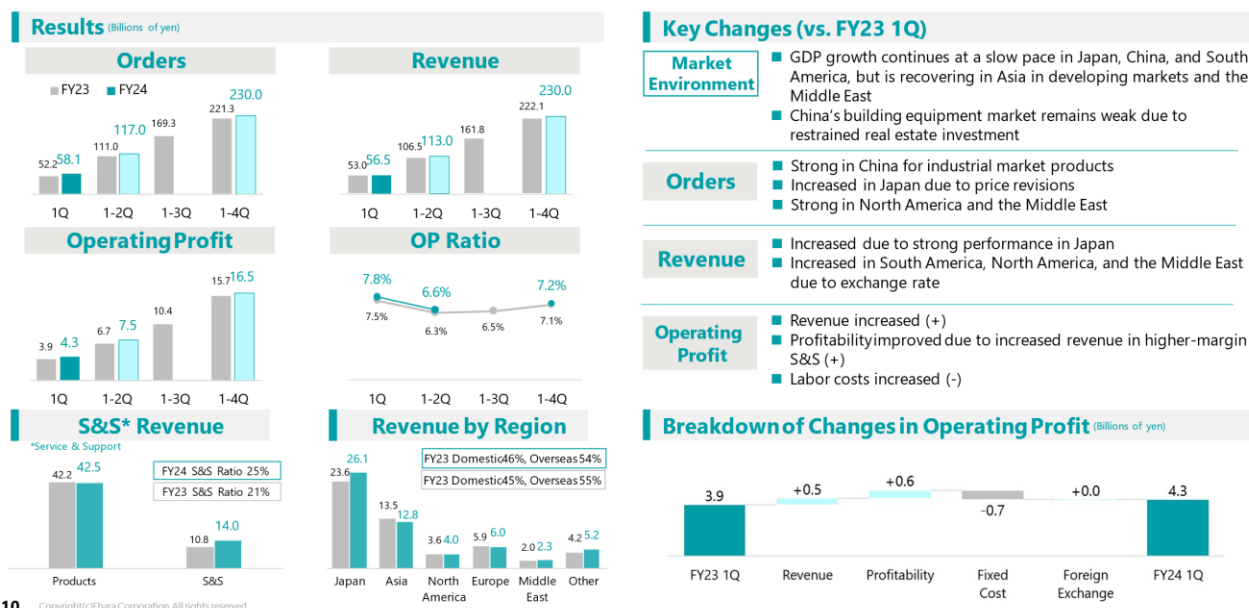 Results (Billions of yen)
Orders
FY23 FY24
52.2 58.1 111.0 117.0 169.3 221.3 230.0
1Q 1-2Q 1-3Q 1-4Q
Revenue
53.0 56.5 106.5 113.0 161.8 222.1 230.0
1Q 1-2Q 1-3Q 1-4Q
Operating Profit
3.9 4.3 6.7 7.5 10.4 15.7 16.5
1Q 1-2Q 1-3Q 1-4Q
OP Ratio
7.8% 6.6% 7.2%
7.5% 6.3% 6.5% 7.1%
1Q 1-2Q 1-3Q 1-4Q
S&S* Revenue
*Service & Support
FY24 S&S Ratio 25%
FY23 S&S Ratio 21%
42.2 42.5 10.8 14.0
Products S&S
Revenue by Region
FY23 Domestic46%, Overseas 54%
FY23 Domestic45%, Overseas 55%
23.6 26.1 13.5 12.8 3.6 4.0 5.9 6.0 2.0 2.3 4.2 5.2
Japan Asia North Europe Middle Other
America East
Key Changes (vs. FY23 1Q)
Market
Environment
GDP growth continues at a slow pace in Japan, China, and South
America, but is recovering in Asia in developing markets and the
Middle East
China's building equipment market remains weak due to
restrained real estate investment
Orders
Strong in China for industrial market products
Increased in Japan due to price revisions
Strong in North America and the Middle East
Revenue
Increased due to strong performance in Japan
Increased in South America, North America, and the Middle East
due to exchange rate
Operating
Profit
Revenue increased (+)
Profitability improved due to increased revenue in higher-margin
S&S (+)
Labor costs increased (-)
Breakdown of Changes in Operating Profit (Billions of yen)
3.9 +0.5 +0.6 -0.7 +0.0 4.3
FY23 1Q Revenue Profitability Fixed Foreign FY24 1Q
Cost Exchange
10 Copyright(c)Ebara Corporation All rights reserved